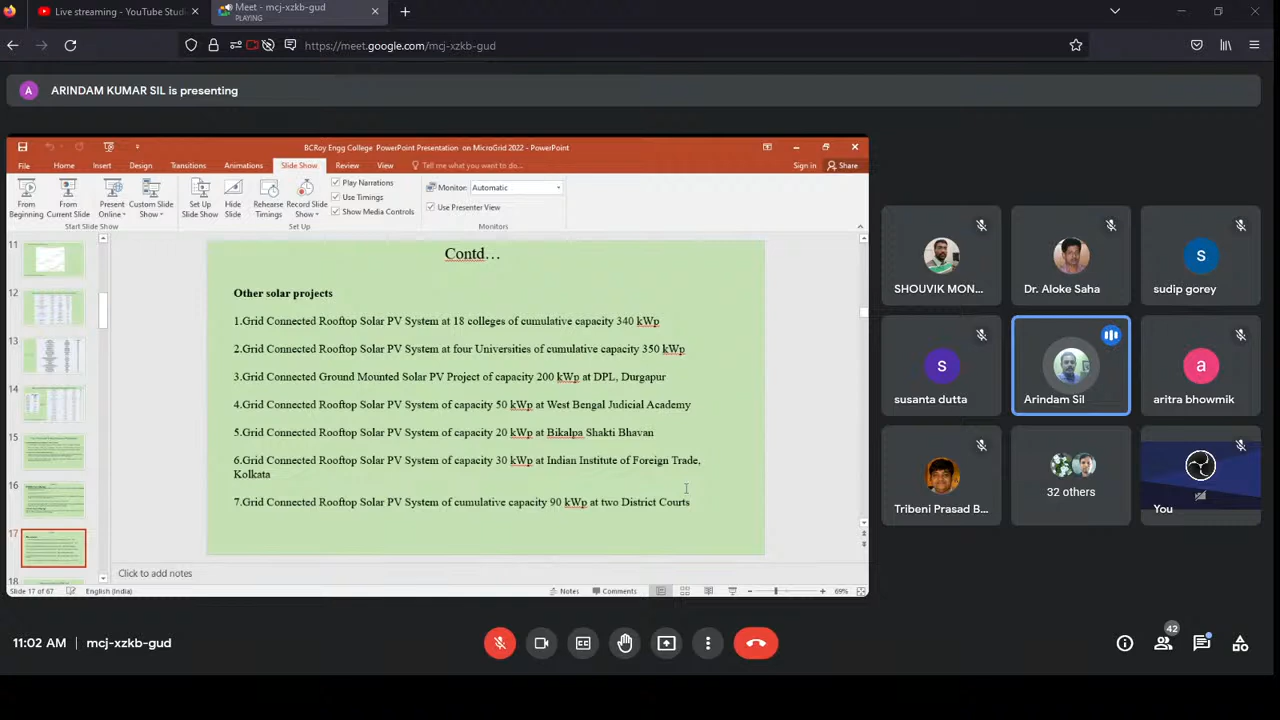 Live streaming - YouTube Studi
Meet - mcj-xzkb-gud
PLAYING
https://meet.google.com/mcj-xzkb-gud
A
ARINDAM KUMAR SIL is presenting
BCRoy Engg College PowerPoint Presentation on MicroGrid 2022 - PowerPoint
File Home Insert Design Transitions Animations Slide Show Review View Tell me what you want to do... Sign in Share
From Beginning
From Current Slide
Present Online
Custom Slide Show
Set Up Slide Show
Hide Slide
Rehearse Timings
Record Slide Show
Play Narrations
Use Timings
Show Media Controls
Monitor: Automatic
Use Presenter View
Start Slide Show
Set Up
Monitors
11
12
13
14
15
16
17
18
Contd…
Other solar projects
1.Grid Connected Rooftop Solar PV System at 18 colleges of cumulative capacity 340 kWp
2.Grid Connected Rooftop Solar PV System at four Universities of cumulative capacity 350 kWp
3.Grid Connected Ground Mounted Solar PV Project of capacity 200 kWp at DPL, Durgapur
4.Grid Connected Rooftop Solar PV System of capacity 50 kWp at West Bengal Judicial Academy
5.Grid Connected Rooftop Solar PV System of capacity 20 kWp at Bikalpa Shakti Bhavan
6.Grid Connected Rooftop Solar PV System of capacity 30 kWp at Indian Institute of Foreign Trade,
Kolkata
7.Grid Connected Rooftop Solar PV System of cumulative capacity 90 kWp at two District Courts
Click to add notes
Slide 17 of 67 English (India) Notes Comments 69%
SHOUVIK MON...
Dr. Aloke Saha
S
sudip gorey
s
susanta dutta
Arindam Sil
a
aritra bhowmik
Tribeni Prasad B...
32 others
You
11:02 AM | mcj-xzkb-gud
42